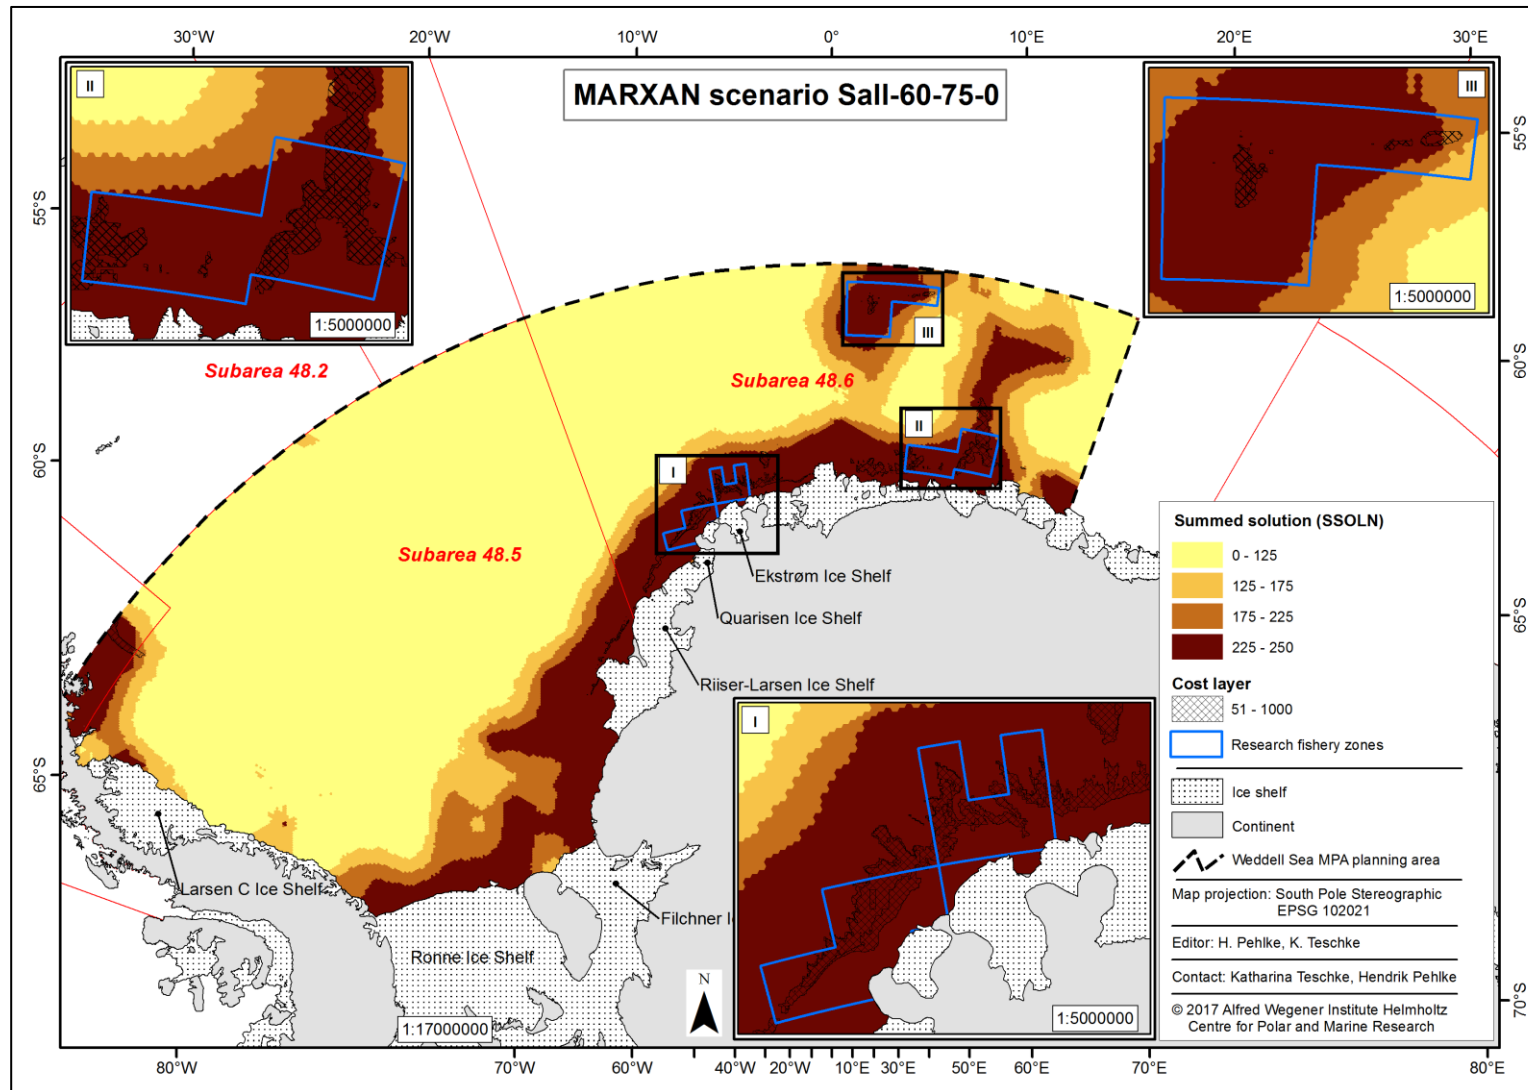 30°W
20°W
10°W
0°
10°E
20°E
30°E
II
MARXAN scenario Sall-60-75-0
III
55°S
55°S
1:5000000
1:5000000
III
Subarea 48.2
Subarea 48.6
60°S
II
60°S
I
Subarea 48.5
Ekstrøm Ice Shelf
Quarisen Ice Shelf
Riiser-Larsen Ice Shelf
65°S
65°S
Larsen C Ice Shelf
Ronne Ice Shelf
Filchner I
1:17000000
N
I
1:5000000
Summed solution (SSOLN)
0 - 125
125 - 175
175 - 225
225 - 250
Cost layer
51 - 1000
Research fishery zones
Ice shelf
Continent
Weddell Sea MPA planning area
Map projection: South Pole Stereographic
EPSG 102021
Editor: H. Pehlke, K. Teschke
Contact: Katharina Teschke, Hendrik Pehlke
© 2017 Alfred Wegener Institute Helmholtz
Centre for Polar and Marine Research
70°S
80°W
70°W
60°W
40°W
20°W
10°E
30°E
50°E
60°E
70°E
80°E